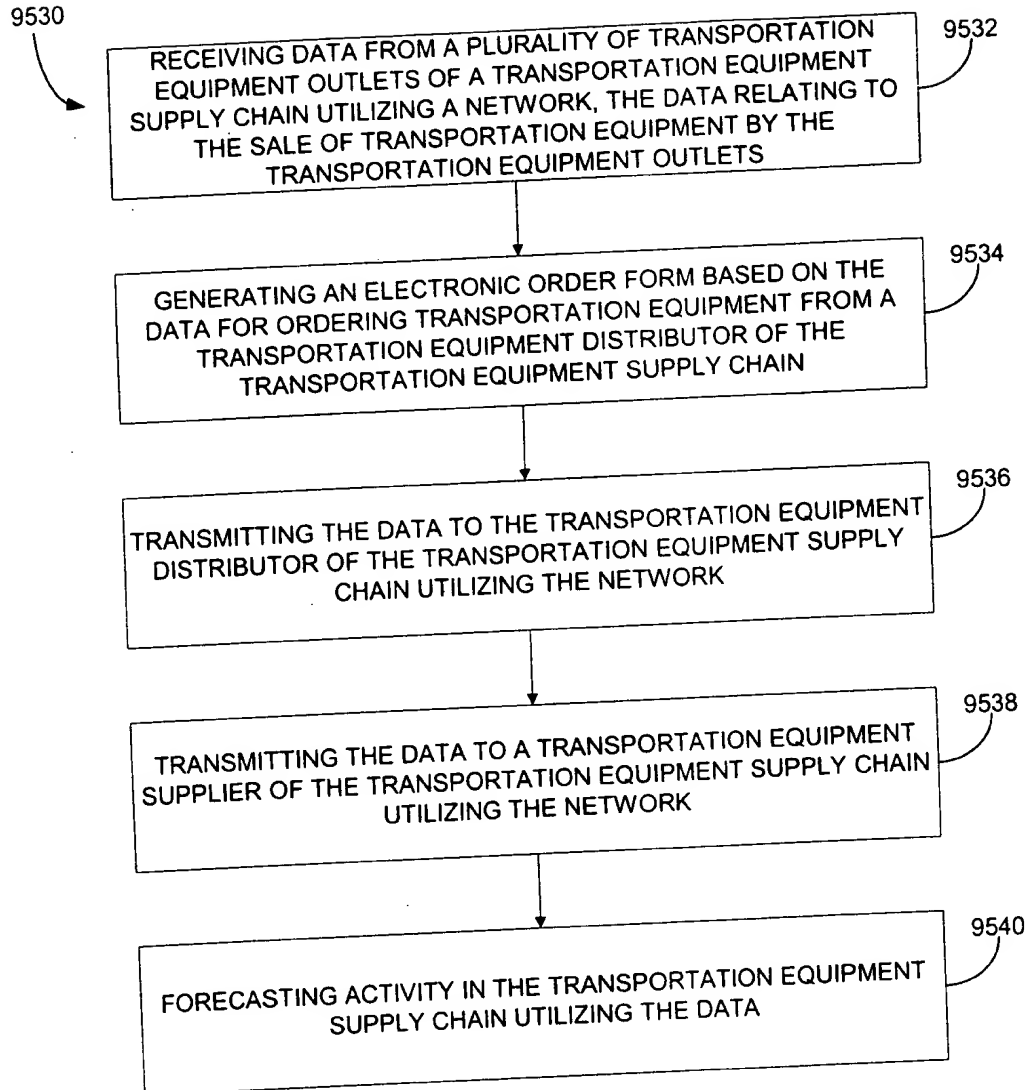 9530
9532
RECEIVING DATA FROM A PLURALITY OF TRANSPORTATION
EQUIPMENT OUTLETS OF A TRANSPORTATION EQUIPMENT
SUPPLY CHAIN UTILIZING A NETWORK, THE DATA RELATING TO
THE SALE OF TRANSPORTATION EQUIPMENT BY THE
TRANSPORTATION EQUIPMENT OUTLETS
9534
GENERATING AN ELECTRONIC ORDER FORM BASED ON THE
DATA FOR ORDERING TRANSPORTATION EQUIPMENT FROM A
TRANSPORTATION EQUIPMENT DISTRIBUTOR OF THE
TRANSPORTATION EQUIPMENT SUPPLY CHAIN
9536
TRANSMITTING THE DATA TO THE TRANSPORTATION EQUIPMENT
DISTRIBUTOR OF THE TRANSPORTATION EQUIPMENT SUPPLY
CHAIN UTILIZING THE NETWORK
9538
TRANSMITTING THE DATA TO A TRANSPORTATION EQUIPMENT
SUPPLIER OF THE TRANSPORTATION EQUIPMENT SUPPLY CHAIN
UTILIZING THE NETWORK
9540
FORECASTING ACTIVITY IN THE TRANSPORTATION EQUIPMENT
SUPPLY CHAIN UTILIZING THE DATA